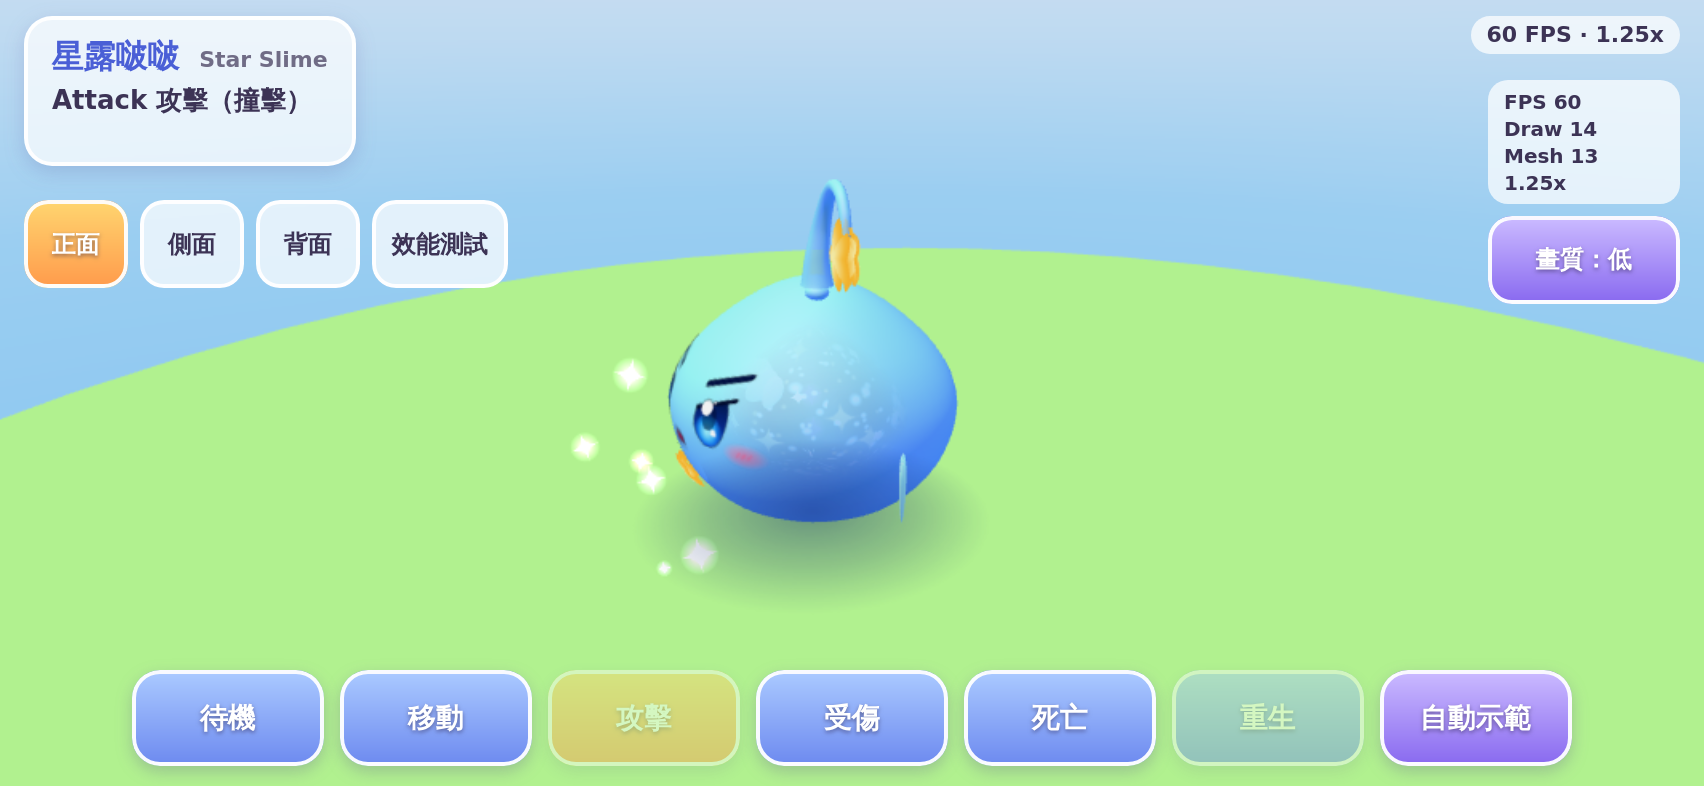 星露啵啵 Star Slime
Attack 攻擊（撞擊）
60 FPS · 1.25x
FPS 60
Draw 14
Mesh 13
1.25x
正面 側面 背面 效能測試
畫質：低
待機 移動 攻擊 受傷 死亡 重生 自動示範